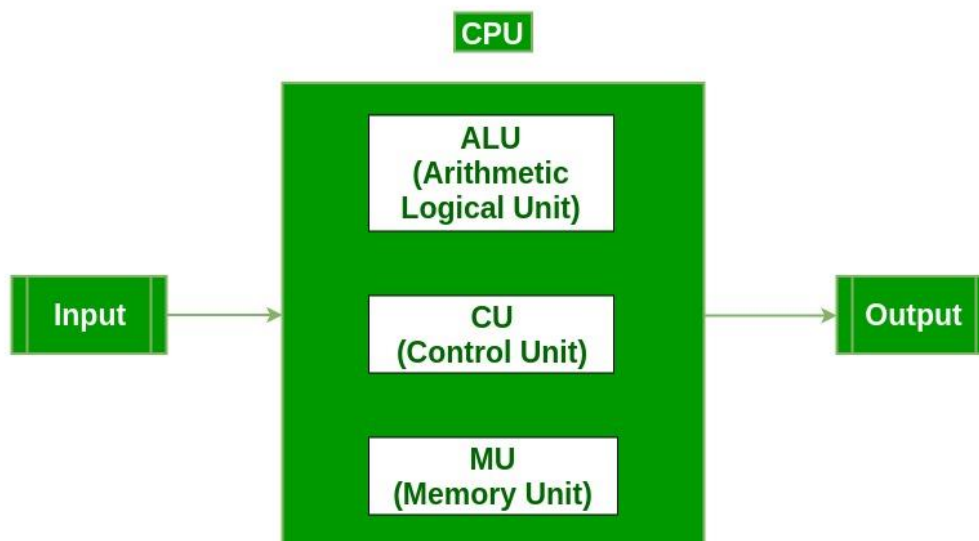 CPU
ALU
(Arithmetic
Logical Unit)
Input
CU
(Control Unit)
Output
MU
(Memory Unit)